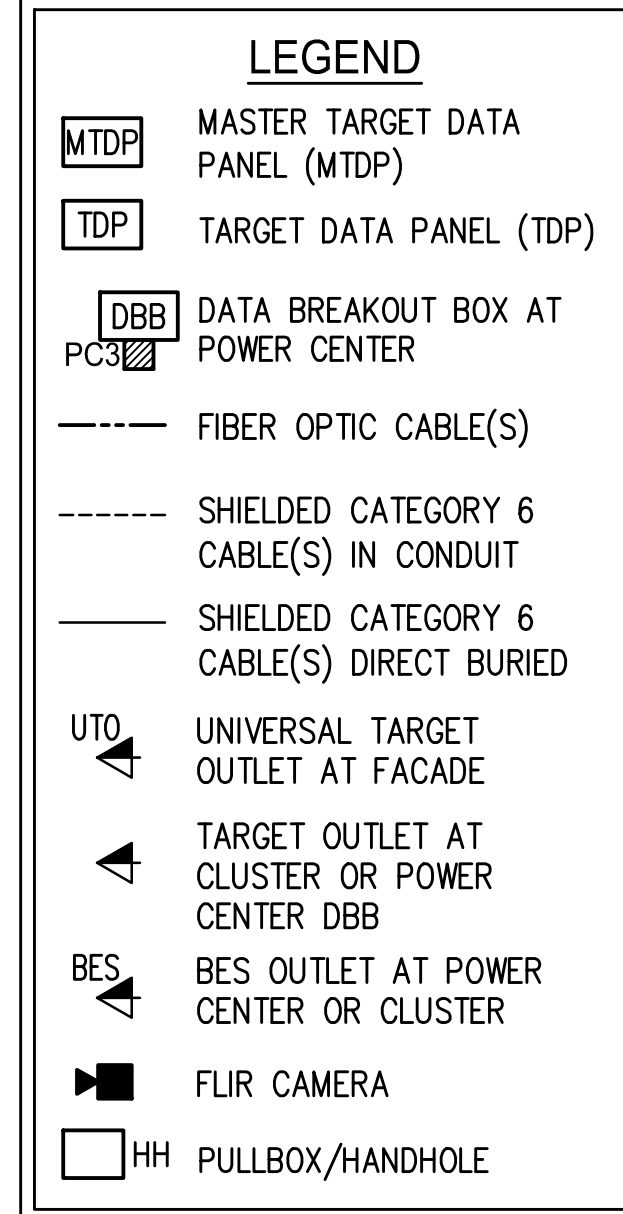 LEGEND
MTDP MASTER TARGET DATA
PANEL (MTDP)
TDP TARGET DATA PANEL (TDP)
DBB DATA BREAKOUT BOX AT
PC3 POWER CENTER
FIBER OPTIC CABLE(S)
SHIELDED CATEGORY 6
CABLE(S) IN CONDUIT
SHIELDED CATEGORY 6
CABLE(S) DIRECT BURIED
UTO UNIVERSAL TARGET
OUTLET AT FACADE
TARGET OUTLET AT
CLUSTER OR POWER
CENTER DBB
BES BES OUTLET AT POWER
CENTER OR CLUSTER
FLIR CAMERA
HH PULLBOX/HANDHOLE